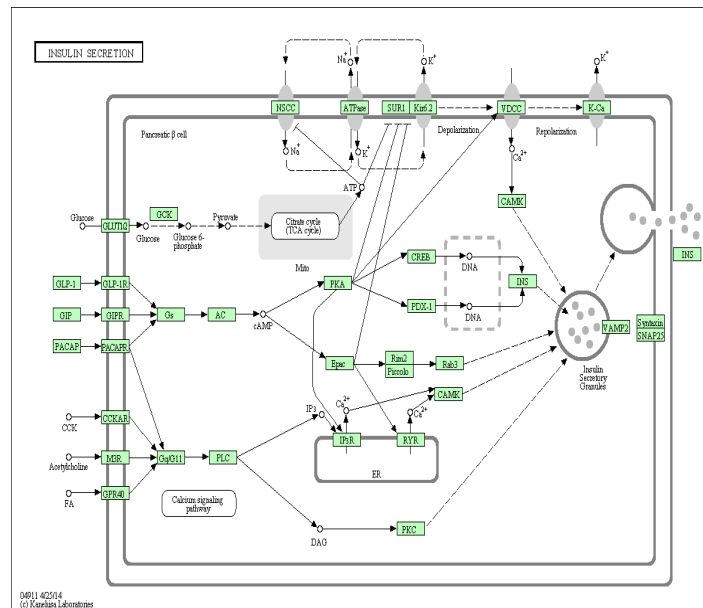 INSULIN SECRETION
Na+
K+
K+
NSCC
ATPase
SUR1
Kir6.2
VDCC
K-Ca
Pancreatic β cell
Depolarization
Repolarization
Na+
K+
Ca2+
ATP
CAMK
Glucose
GLUT1/2
Glucose
GCK
Glucose 6-
phosphate
Pyruvate
Citrate cycle
(TCA cycle)
Mito
INS
GLP-1
GLP-1R
GIP
GIPR
Gs
AC
cAMP
PKA
CREB
DNA
INS
PDX-1
DNA
PACAP
PACAPR
Epac
Rim2
Piccolo
Rab3
VAMP2
Syntaxin
SNAP25
Insulin
Secretory
Granules
CAMK
IP3
Ca2+
Ca2+
CCK
CCKAR
IP3R
RYR
ER
Acetylcholine
M3R
Gq/G11
PLC
FA
GPR40
Calcium signaling
pathway
DAG
PKC
04911 4/25/14
(c) Kanehisa Laboratories